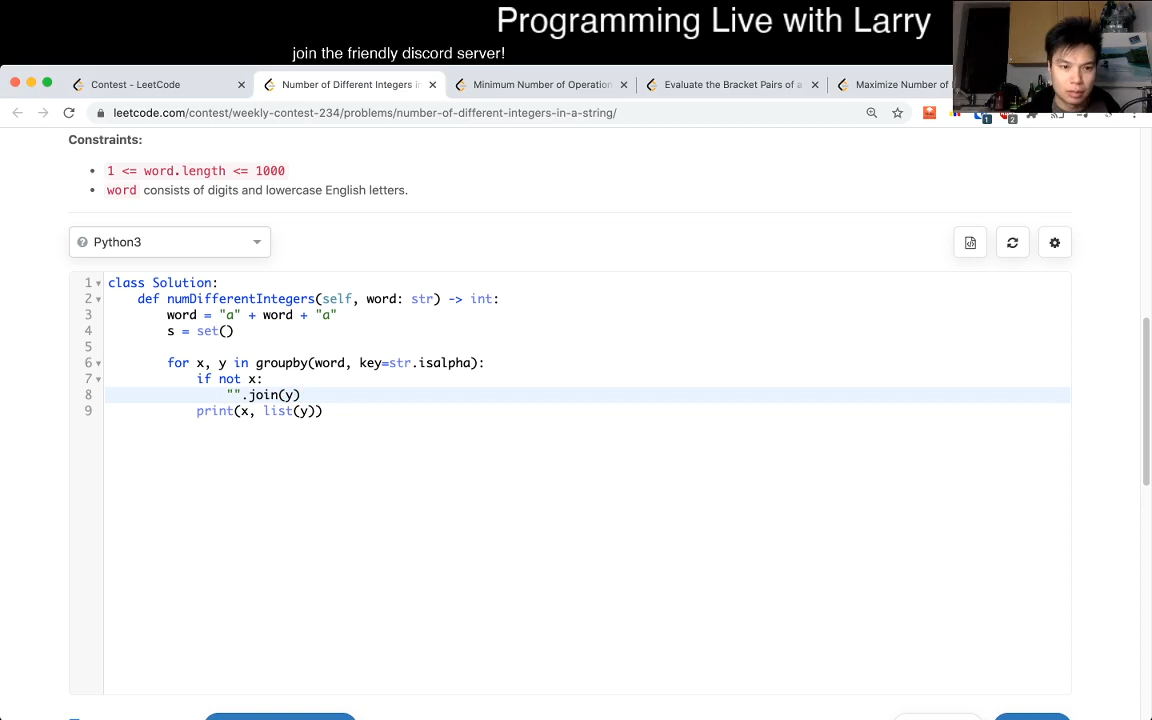 Programming Live with Larry
join the friendly discord server!
Contest - LeetCode
Number of Different Integers in
Minimum Number of Operation
Evaluate the Bracket Pairs of a
Maximize Number of
leetcode.com/contest/weekly-contest-234/problems/number-of-different-integers-in-a-string/
1
2
Constraints:
1 <= word.length <= 1000
word consists of digits and lowercase English letters.
Python3
1 class Solution:
2 def numDifferentIntegers(self, word: str) -> int:
3 word = "a" + word + "a"
4 s = set()
5
6 for x, y in groupby(word, key=str.isalpha):
7 if not x:
8 "".join(y)
9 print(x, list(y))